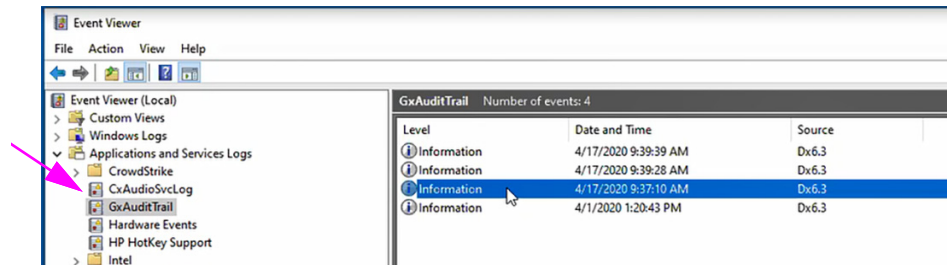 Event Viewer
File Action View Help
Event Viewer (Local)
Custom Views
Windows Logs
Applications and Services Logs
CrowdStrike
CxAudioSvcLog
GxAuditTrail
Hardware Events
HP HotKey Support
Intel
GxAuditTrail Number of events: 4
Level Date and Time Source
Information 4/17/2020 9:39:39 AM Dx6.3
Information 4/17/2020 9:39:28 AM Dx6.3
Information 4/17/2020 9:37:10 AM Dx6.3
Information 4/1/2020 1:20:43 PM Dx6.3